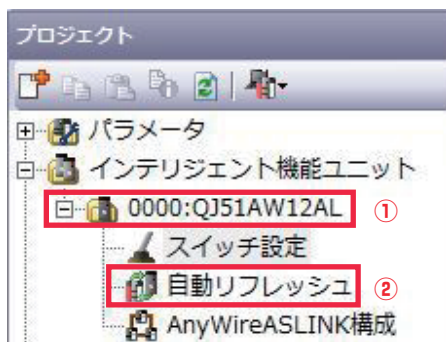 プロジェクト
パラメータ
インテリジェント機能ユニット
0000:QJ51AW12AL ①
スイッチ設定
自動リフレッシュ ②
AnyWireASLINK構成